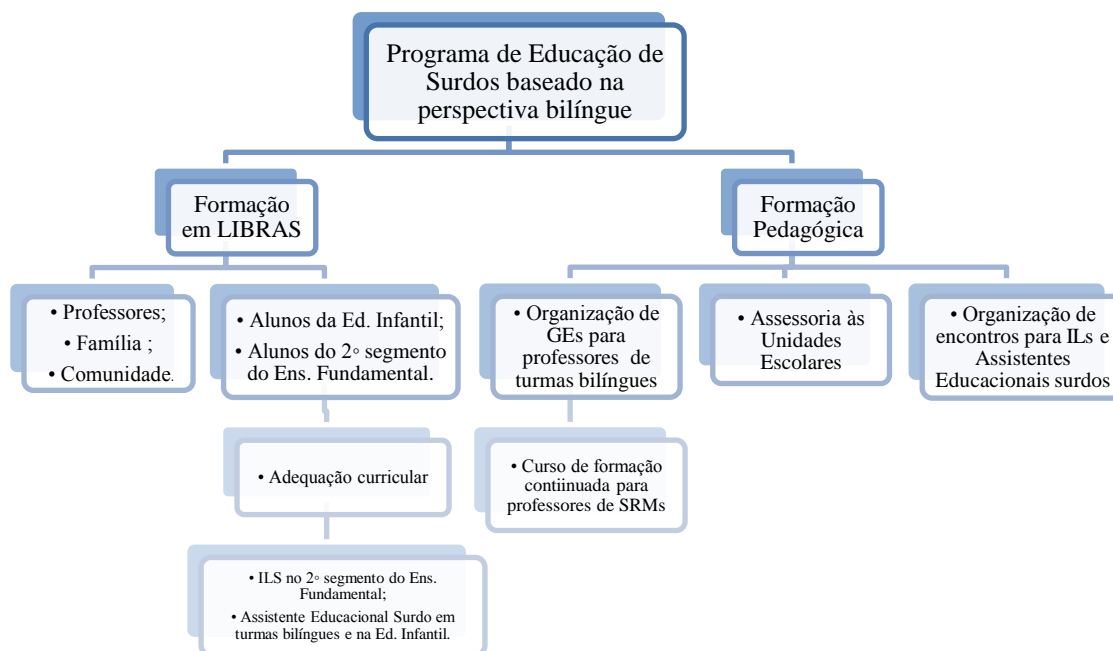 Programa de Educação de
Surdos baseado na
perspectiva bilíngue
Formação
em LIBRAS
Formação
Pedagógica
• Professores;
• Família ;
• Comunidade.
• Alunos da Ed. Infantil;
• Alunos do 2º segmento
do Ens. Fundamental.
• Organização de
GEs para
professores de
turmas bilíngues
• Assessoria às
Unidades
Escolares
• Organização de
encontros para ILs e
Assistentes
Educacionais surdos
• Adequação curricular
• Curso de formação
contiinuada para
professores de SRMs
• ILS no 2º segmento do Ens.
Fundamental;
• Assistente Educacional Surdo em
turmas bilíngues e na Ed. Infantil.